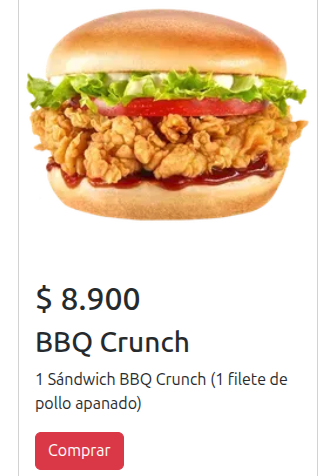 $ 8.900
BBQ Crunch
1 Sándwich BBQ Crunch (1 filete de
pollo apanado)
Comprar